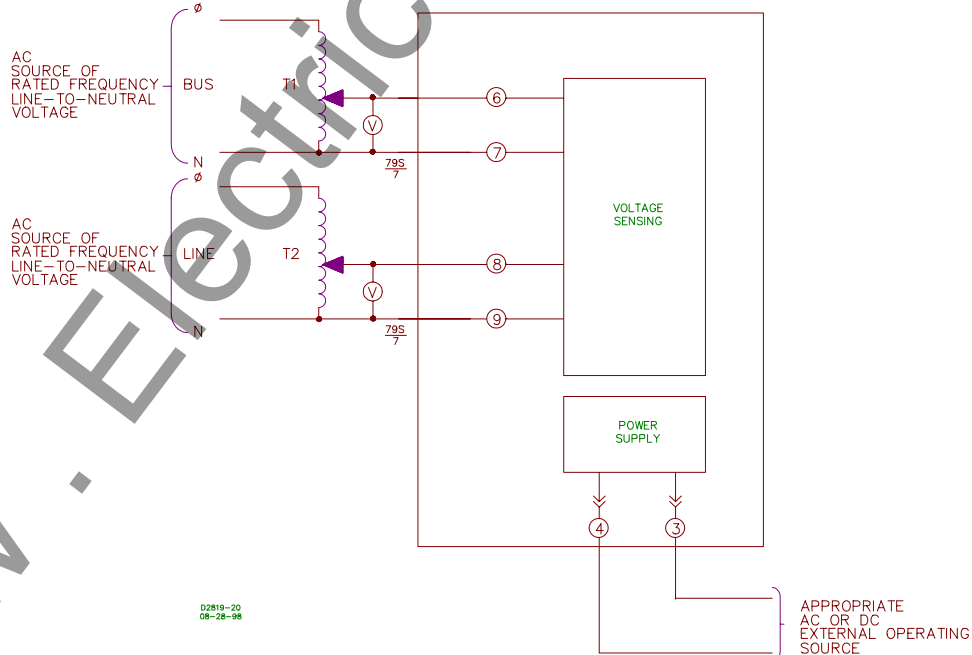 Ø
AC
SOURCE OF
RATED FREQUENCY
LINE-TO-NEUTRAL
VOLTAGE
BUS
T1
6
V
7
N
79S
7
Ø
AC
SOURCE OF
RATED FREQUENCY
LINE-TO-NEUTRAL
VOLTAGE
LINE
T2
8
V
9
N
79S
7
VOLTAGE
SENSING
POWER
SUPPLY
4
3
D2819-20
08-28-98
APPROPRIATE
AC OR DC
EXTERNAL OPERATING
SOURCE
. Electric